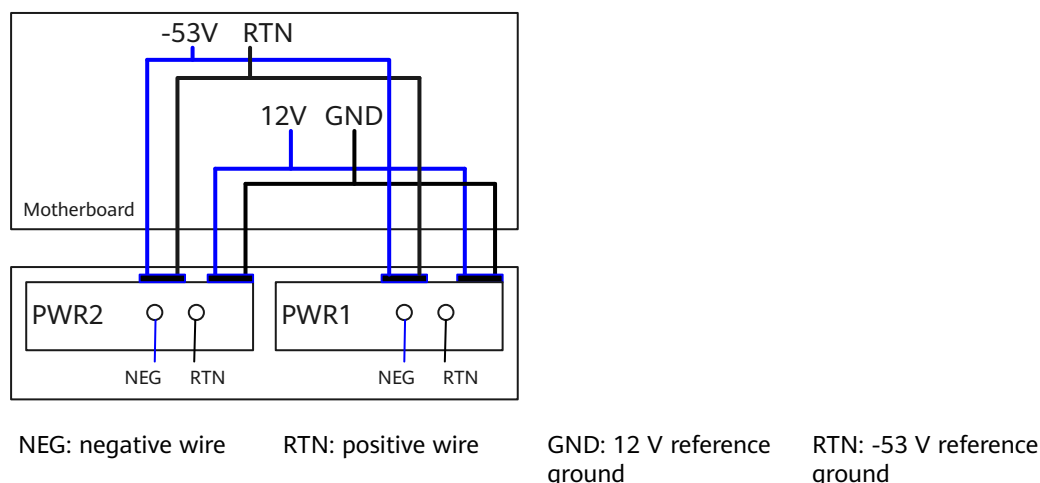 -53V RTN
12V GND
Motherboard
PWR2 PWR1
NEG RTN NEG RTN
NEG: negative wire RTN: positive wire GND: 12 V reference ground RTN: -53 V reference ground